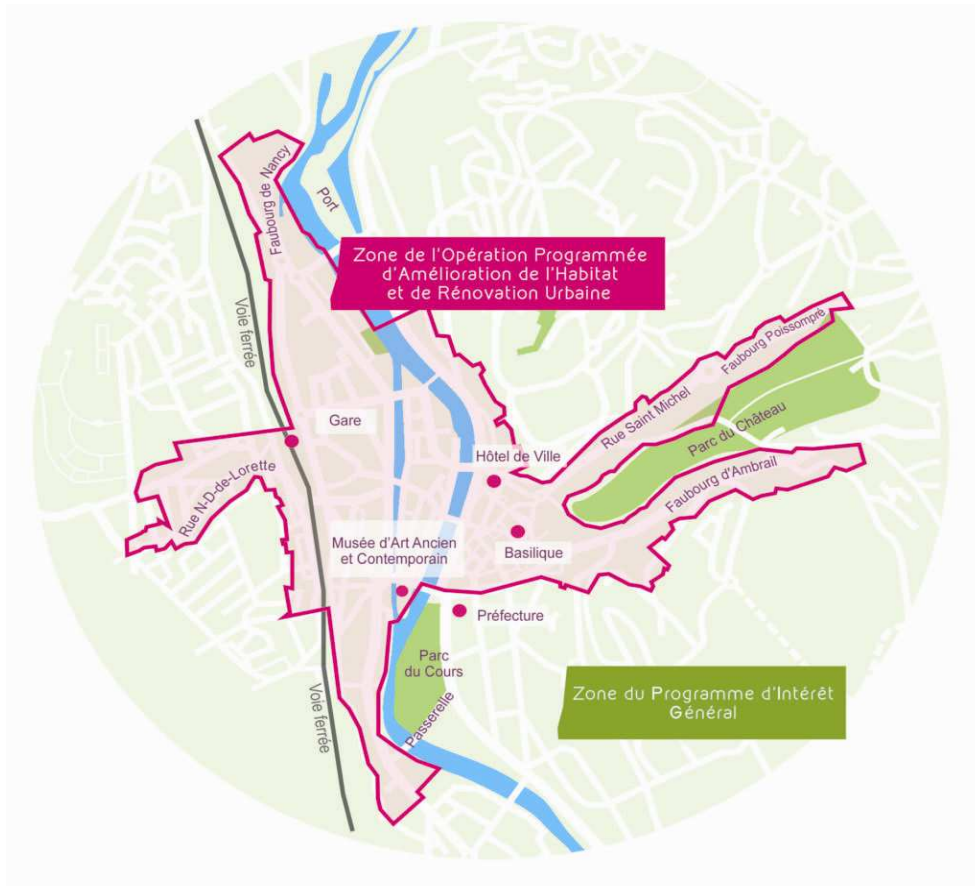 Faubourg de Nancy
Port
Zone de l'Opération Programmée
d'Amélioration de l'Habitat
et de Rénovation Urbaine
Voie ferrée
Faubourg Poissompré
Rue Saint Michel
Parc du Château
Gare
Hôtel de Ville
Faubourg d'Ambrail
Rue N-D-de-Lorette
Musée d'Art Ancien
et Contemporain
Basilique
Préfecture
Parc
du Cours
Passerelle
Voie ferrée
Zone du Programme d'Intérêt
Général